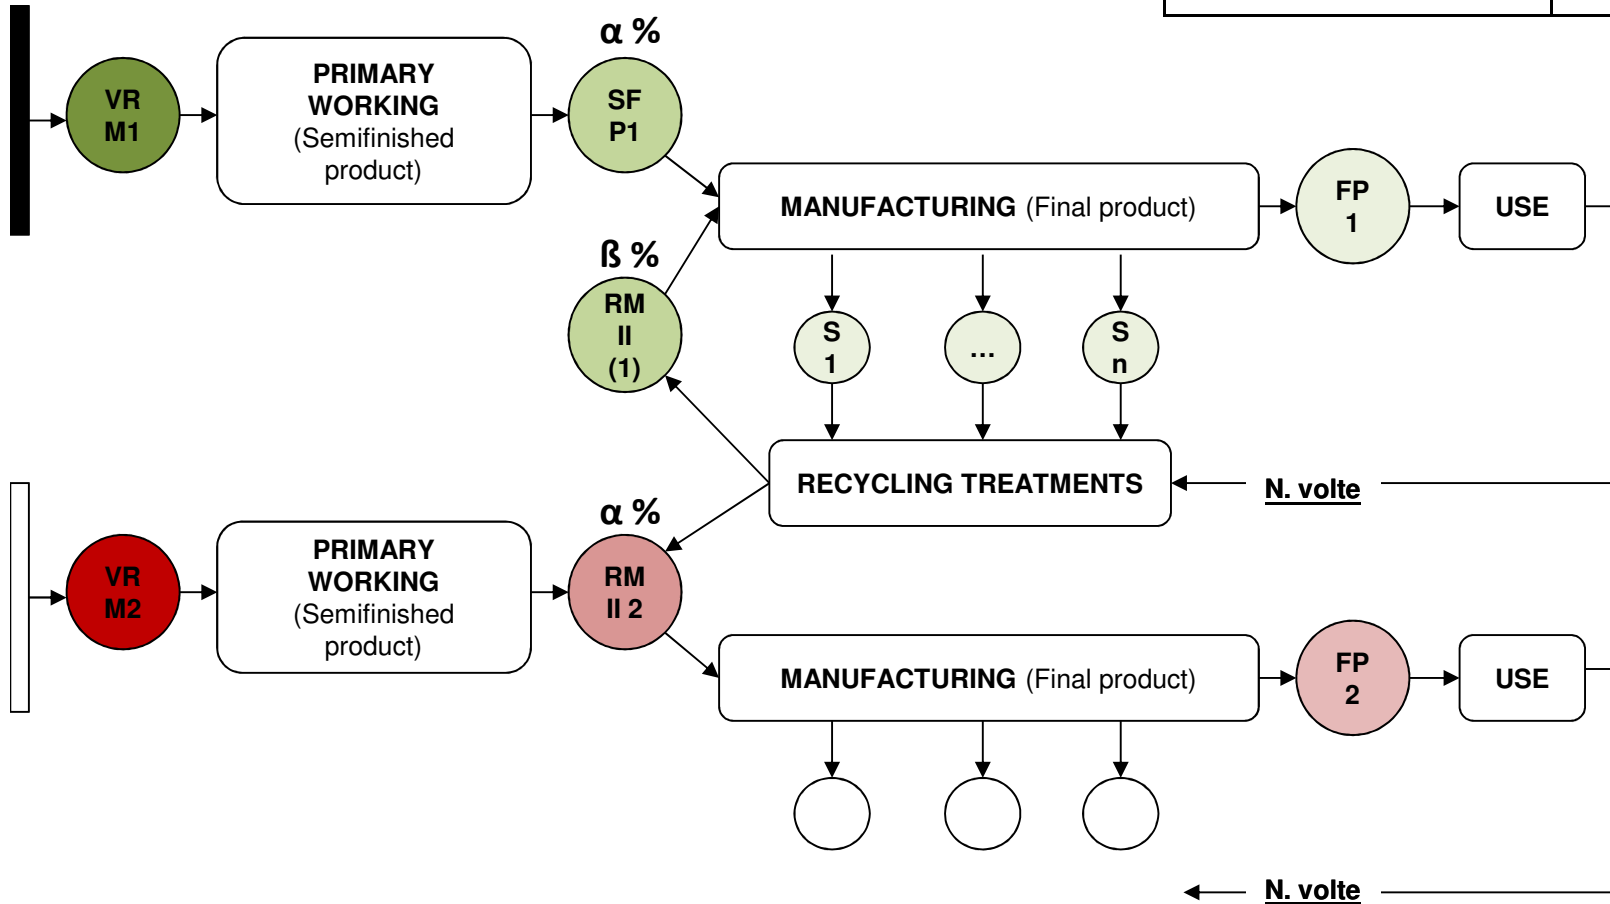 α %
VR
M1
PRIMARY
WORKING
(Semifinished
product)
SF
P1
MANUFACTURING (Final product)
FP
1
USE
ß %
RM
II
(1)
S
1
...
S
n
RECYCLING TREATMENTS
N. volte
α %
VR
M2
PRIMARY
WORKING
(Semifinished
product)
RM
II 2
MANUFACTURING (Final product)
FP
2
USE
N. volte